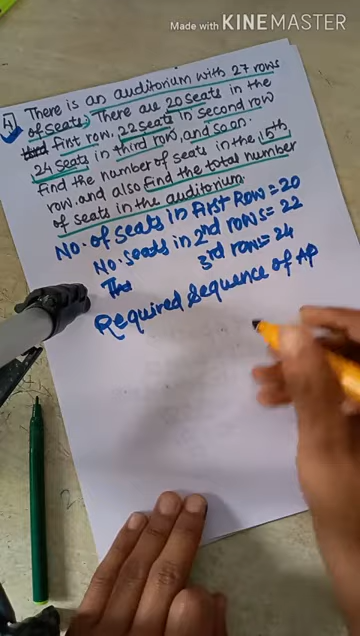 Made with KINEMASTER
There is an auditorium with 27 rows
of seats, There are 20 seats in the
first row, 22 seats in second row
24 seats in third row, and so on.
Find the number of seats in the 15th
row, and also find the total number
of seats in the auditorium.
No. of seats in First Row = 20
No. seats in 2nd rows = 22
3rd rows = 24
Required Sequence of AP